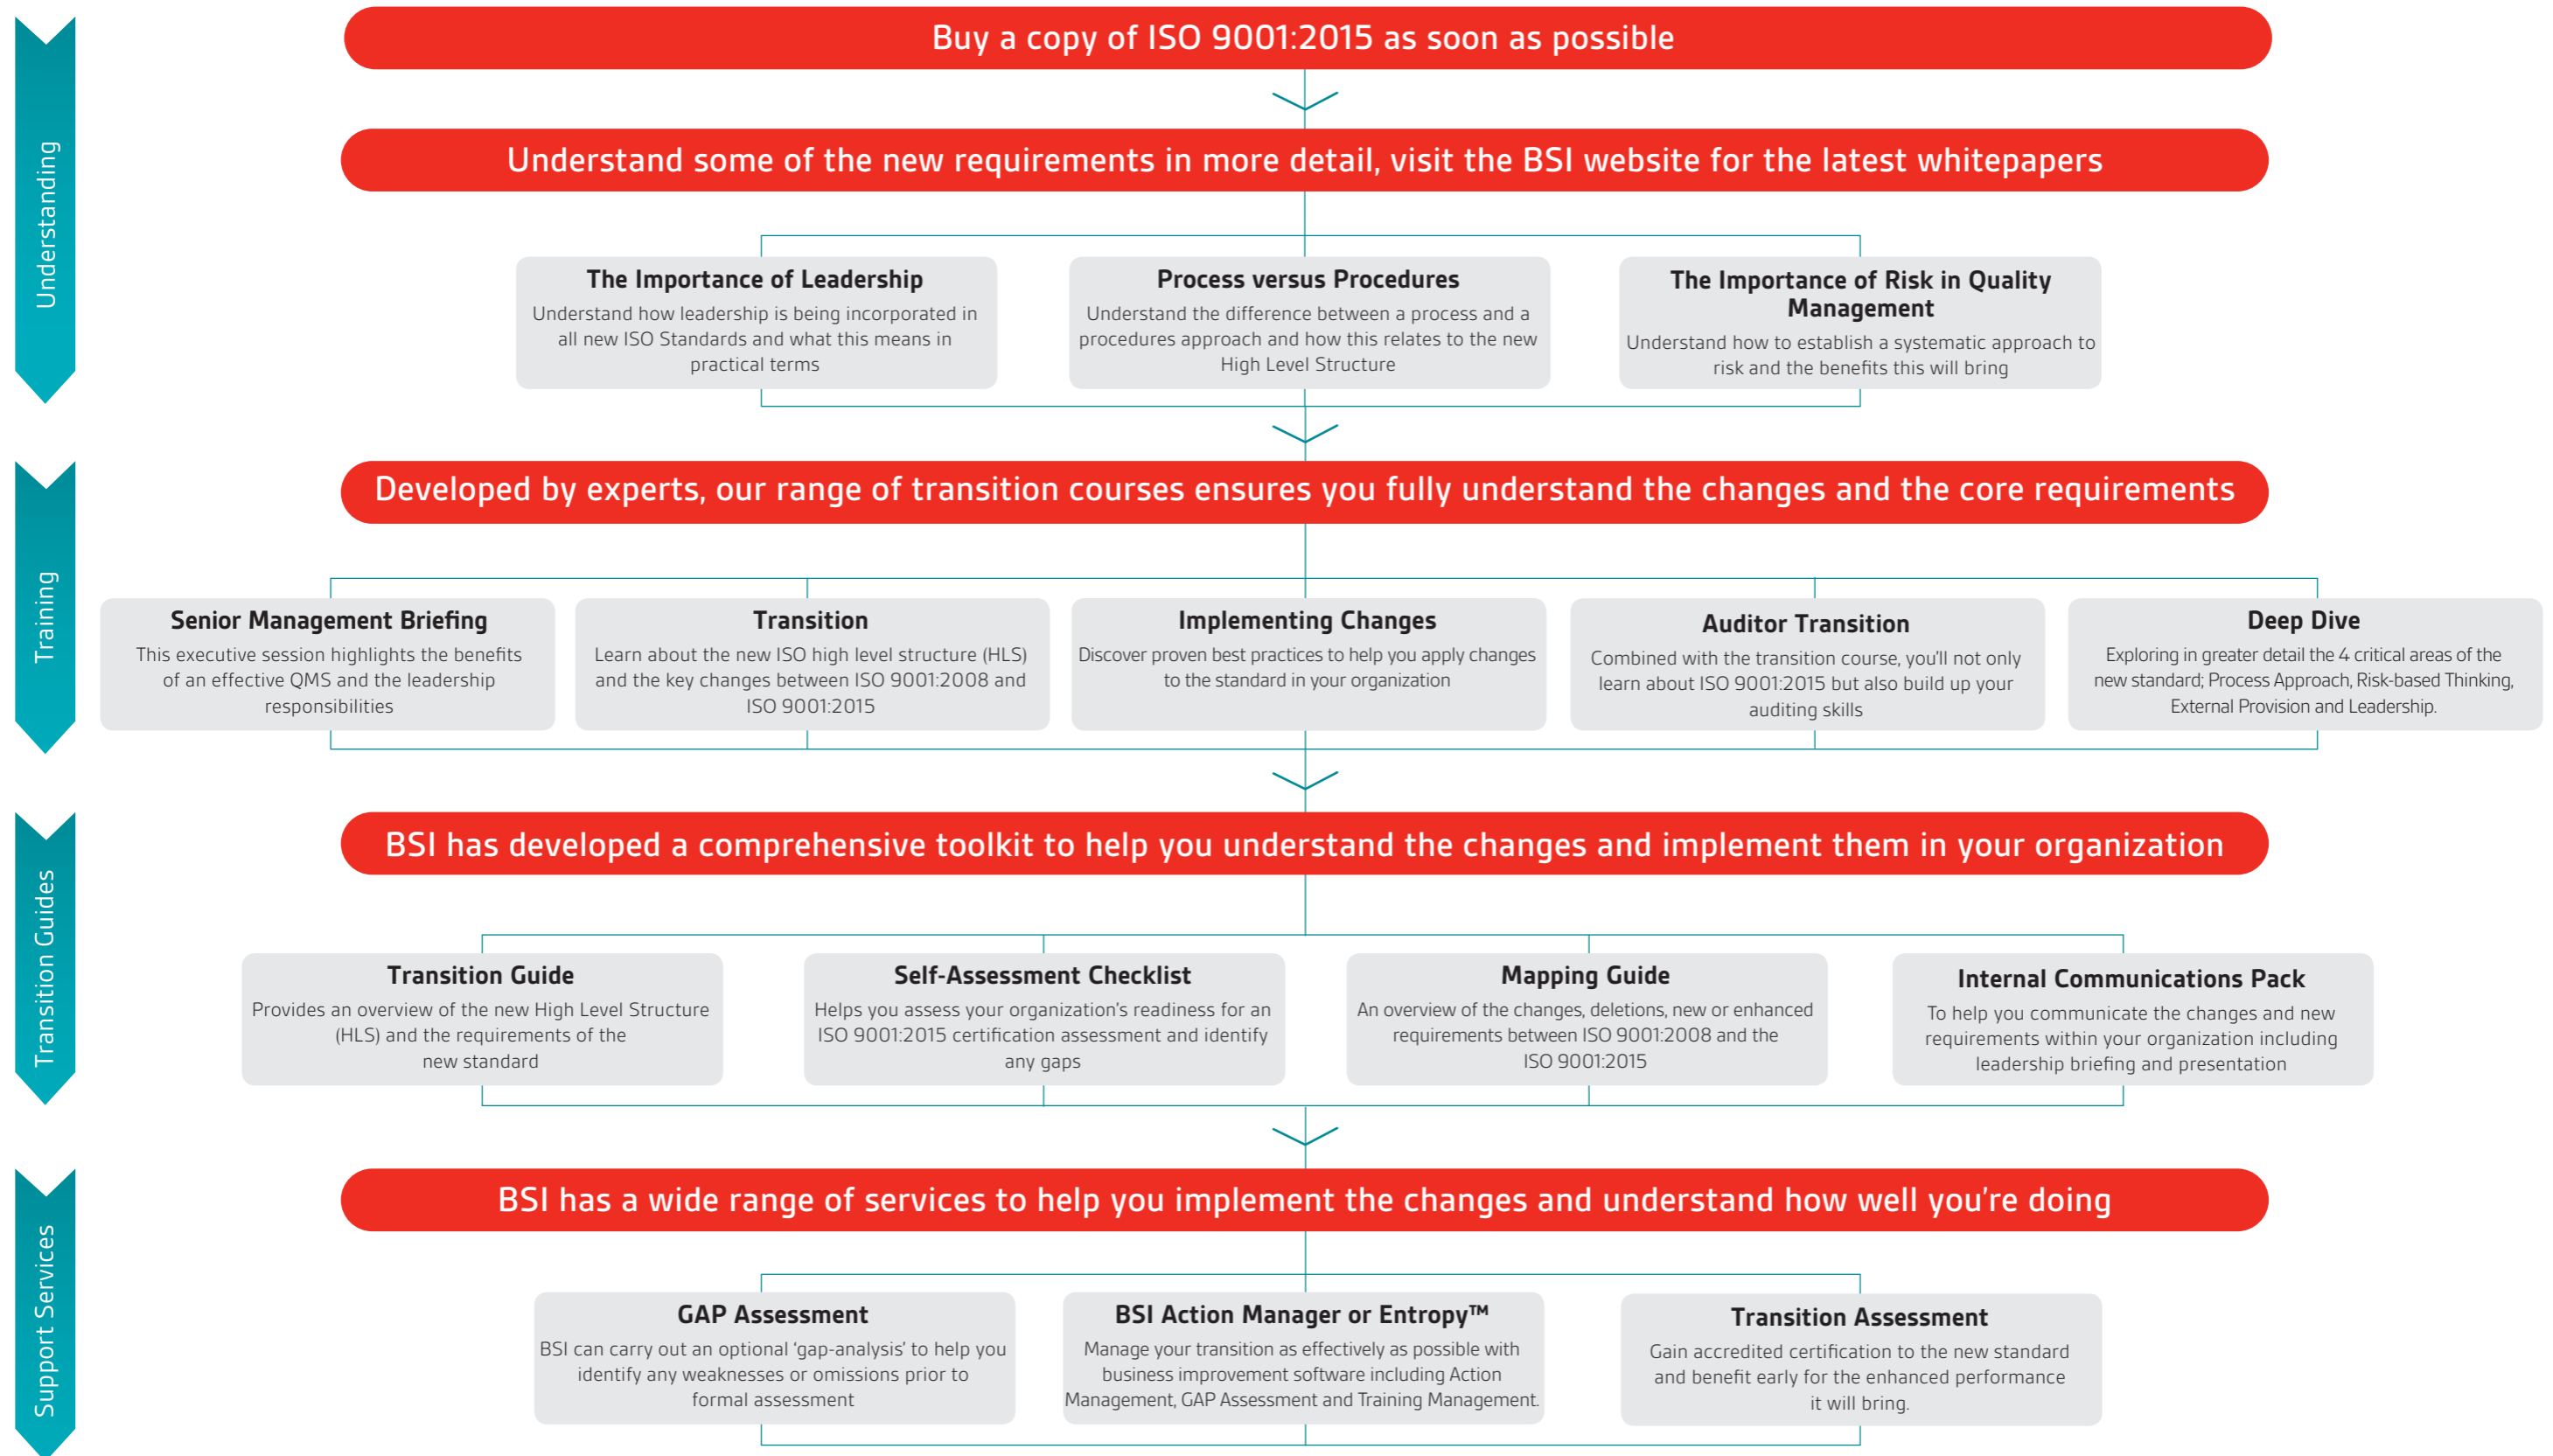 Understanding
Buy a copy of ISO 9001:2015 as soon as possible
Understand some of the new requirements in more detail, visit the BSI website for the latest whitepapers
The Importance of Leadership
Understand how leadership is being incorporated in
all new ISO Standards and what this means in
practical terms
Process versus Procedures
Understand the difference between a process and a
procedures approach and how this relates to the new
High Level Structure
The Importance of Risk in Quality
Management
Understand how to establish a systematic approach to
risk and the benefits this will bring
Training
Developed by experts, our range of transition courses ensures you fully understand the changes and the core requirements
Senior Management Briefing
This executive session highlights the benefits
of an effective QMS and the leadership
responsibilities
Transition
Learn about the new ISO high level structure (HLS)
and the key changes between ISO 9001:2008 and
ISO 9001:2015
Implementing Changes
Discover proven best practices to help you apply changes
to the standard in your organization
Auditor Transition
Combined with the transition course, you'll not only
learn about ISO 9001:2015 but also build up your
auditing skills
Deep Dive
Exploring in greater detail the 4 critical areas of the
new standard; Process Approach, Risk-based Thinking,
External Provision and Leadership.
Transition Guides
BSI has developed a comprehensive toolkit to help you understand the changes and implement them in your organization
Transition Guide
Provides an overview of the new High Level Structure
(HLS) and the requirements of the
new standard
Self-Assessment Checklist
Helps you assess your organization's readiness for an
ISO 9001:2015 certification assessment and identify
any gaps
Mapping Guide
An overview of the changes, deletions, new or enhanced
requirements between ISO 9001:2008 and the
ISO 9001:2015
Internal Communications Pack
To help you communicate the changes and new
requirements within your organization including
leadership briefing and presentation
Support Services
BSI has a wide range of services to help you implement the changes and understand how well you're doing
GAP Assessment
BSI can carry out an optional 'gap-analysis' to help you
identify any weaknesses or omissions prior to
formal assessment
BSI Action Manager or Entropy™
Manage your transition as effectively as possible with
business improvement software including Action
Management, GAP Assessment and Training Management.
Transition Assessment
Gain accredited certification to the new standard
and benefit early for the enhanced performance
it will bring.